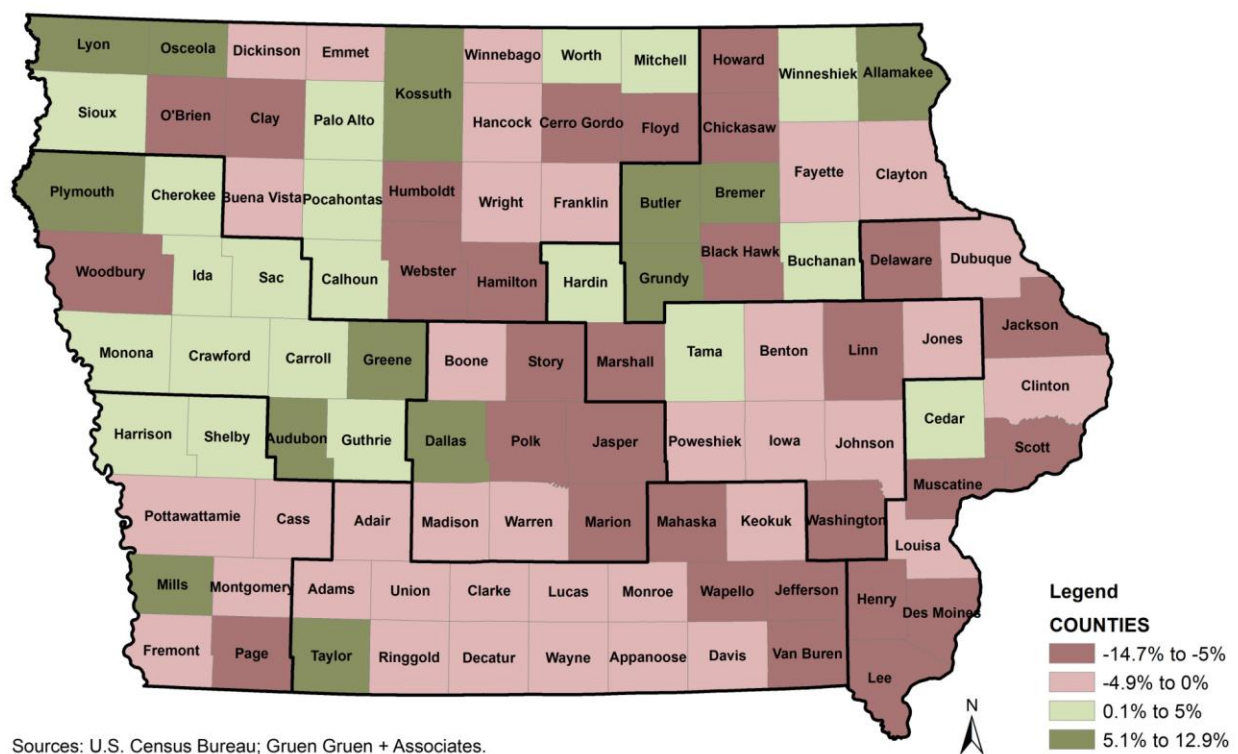 Lyon
Osceola
Dickinson
Emmet
Kossuth
Winnebago
Worth
Mitchell
Howard
Winneshiek
Allamakee
Sioux
O'Brien
Clay
Palo Alto
Hancock
Cerro Gordo
Floyd
Chickasaw
Fayette
Clayton
Plymouth
Cherokee
Buena Vista
Pocahontas
Humboldt
Wright
Franklin
Butler
Bremer
Woodbury
Ida
Sac
Calhoun
Webster
Hamilton
Hardin
Grundy
Black Hawk
Buchanan
Delaware
Dubuque
Jackson
Monona
Crawford
Carroll
Greene
Boone
Story
Marshall
Tama
Benton
Linn
Jones
Clinton
Harrison
Shelby
Audubon
Guthrie
Dallas
Polk
Jasper
Poweshiek
Iowa
Johnson
Cedar
Scott
Muscatine
Pottawattamie
Cass
Adair
Madison
Warren
Marion
Mahaska
Keokuk
Washington
Louisa
Mills
Montgomery
Adams
Union
Clarke
Lucas
Monroe
Wapello
Jefferson
Henry
Des Moines
Fremont
Page
Taylor
Ringgold
Decatur
Wayne
Appanoose
Davis
Van Buren
Lee
Legend
COUNTIES
-14.7% to -5%
-4.9% to 0%
0.1% to 5%
5.1% to 12.9%
N
Sources: U.S. Census Bureau; Gruen Gruen + Associates.